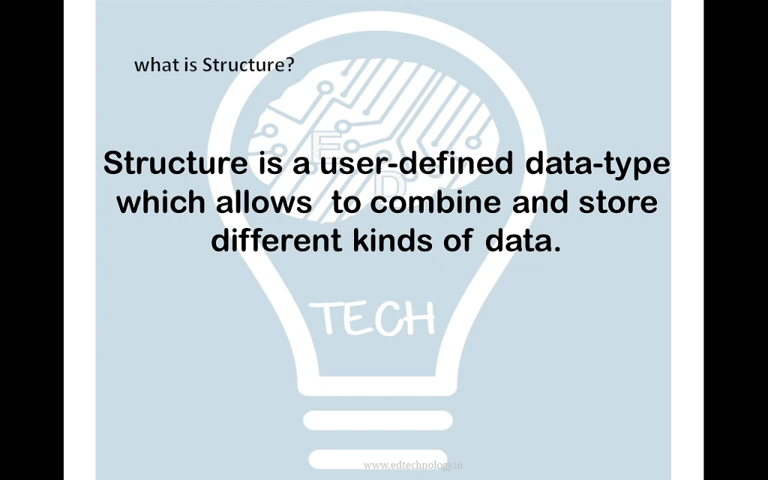 what is Structure?
E
D
Structure is a user-defined data-type
which allows  to combine and store
different kinds of data.
TECH
www.edtechnology.in